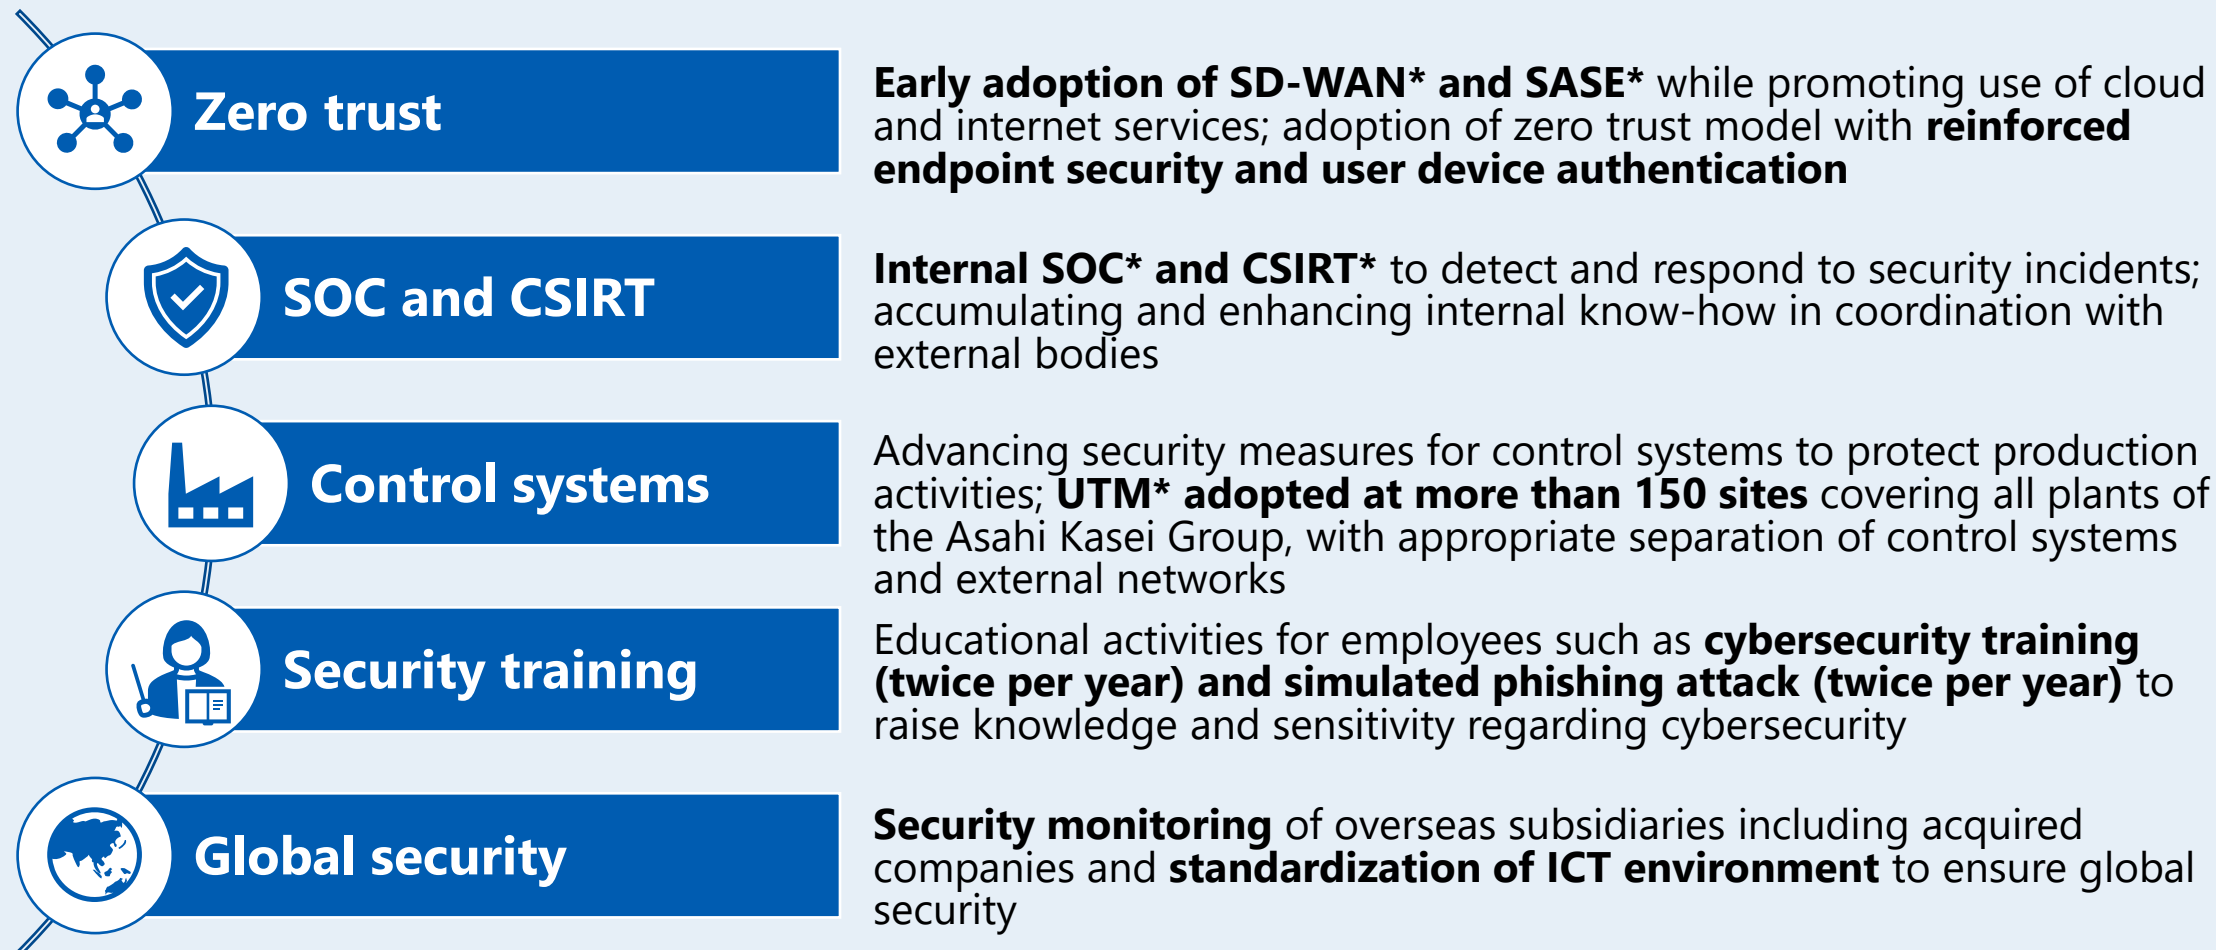 Zero trust
Early adoption of SD-WAN* and SASE* while promoting use of cloud
and internet services; adoption of zero trust model with reinforced
endpoint security and user device authentication
SOC and CSIRT
Internal SOC* and CSIRT* to detect and respond to security incidents;
accumulating and enhancing internal know-how in coordination with
external bodies
Control systems
Advancing security measures for control systems to protect production
activities; UTM* adopted at more than 150 sites covering all plants of
the Asahi Kasei Group, with appropriate separation of control systems
and external networks
Security training
Educational activities for employees such as cybersecurity training
(twice per year) and simulated phishing attack (twice per year) to
raise knowledge and sensitivity regarding cybersecurity
Global security
Security monitoring of overseas subsidiaries including acquired
companies and standardization of ICT environment to ensure global
security